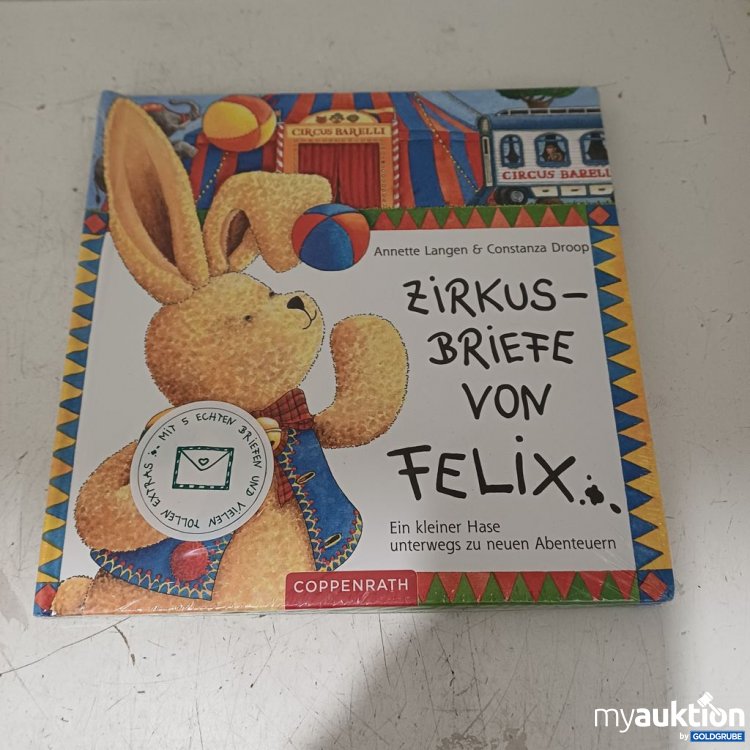 CIRCUS BARELLI
CIRCUS BARELLI
Annette Langen & Constanza Droop
ZiRKUS-
BRiEFE
VON
FELiX
Ein kleiner Hase
unterwegs zu neuen Abenteuern
MIT 5 ECHTEN BRIEFEN UND VIELEN TOLLEN EXTRAS
COPPENRATH
myauktion
by GOLDGRUBE